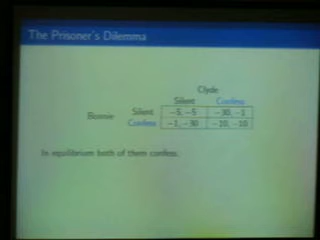 The Prisoner's Dilemma
Clyde
Silent Confess
Bonnie Silent −5, −5 −30, −1
Confess −1, −30 −10, −10
In equilibrium both of them confess.